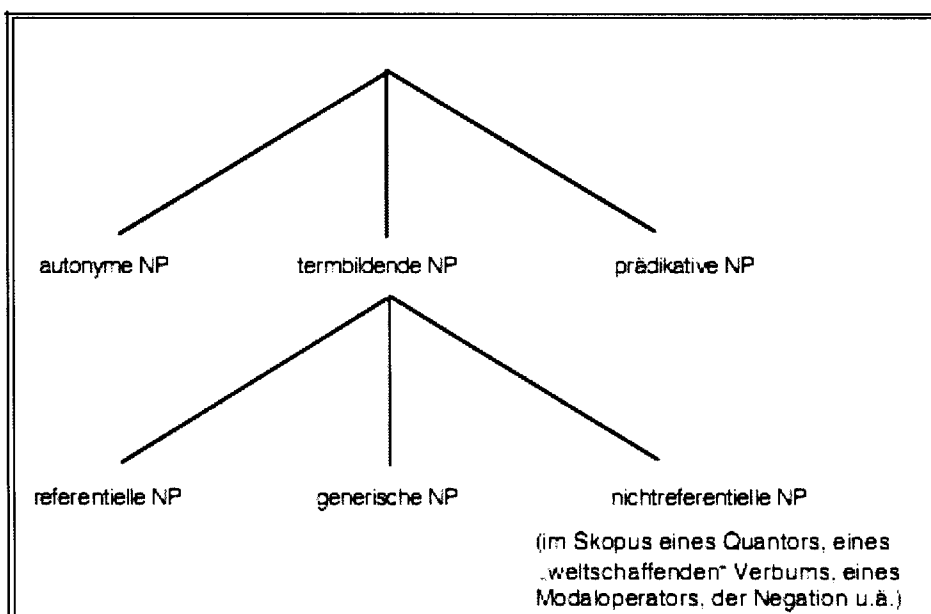 autonyme NP termbildende NP prädikative NP
referentielle NP generische NP nichtreferentielle NP
(im Skopus eines Quantors, eines
„weltschaffenden“ Verbums, eines
Modaloperators, der Negation u.ä.)